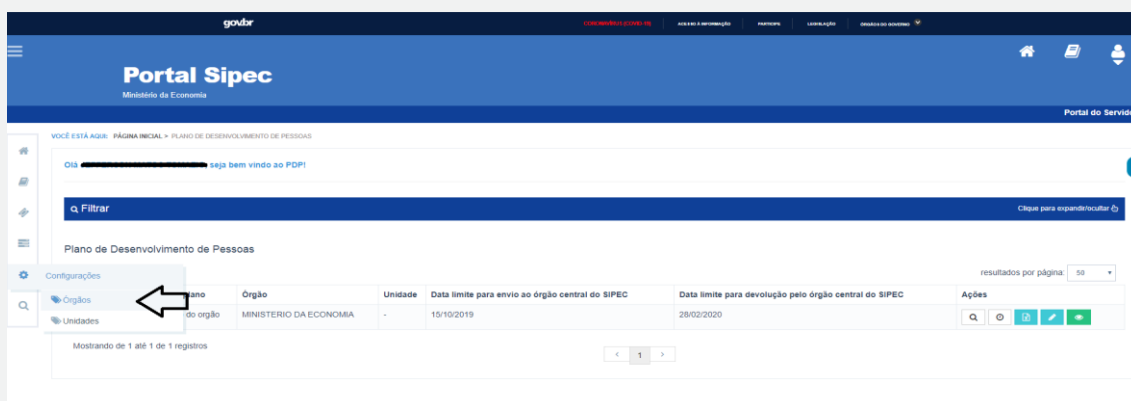 gov.br
CORONAVÍRUS (COVID-19) ACESSO À INFORMAÇÃO PARTICIPE LEGISLAÇÃO ÓRGÃOS DO GOVERNO
Portal Sipec
Ministério da Economia
Portal do Servid
VOCÊ ESTÁ AQUI: PÁGINA INICIAL > PLANO DE DESENVOLVIMENTO DE PESSOAS
Olá seja bem vindo ao PDP!
Filtrar Clique para expandir/ocultar
Plano de Desenvolvimento de Pessoas
Configurações resultados por página: 50
Órgãos lano Órgão Unidade Data limite para envio ao órgão central do SIPEC Data limite para devolução pelo órgão central do SIPEC Ações
Unidades do orgão MINISTERIO DA ECONOMIA - 15/10/2019 28/02/2020
Mostrando de 1 até 1 de 1 registros
< 1 >